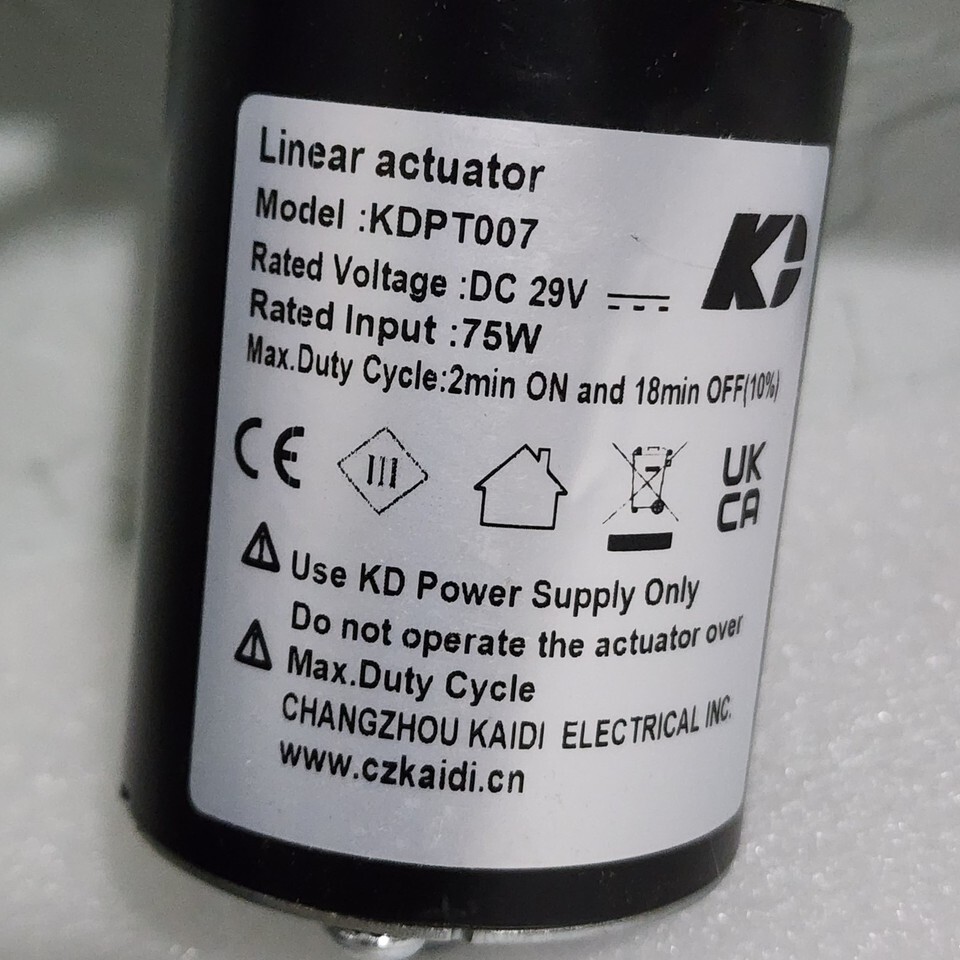 Linear actuator
Model :KDPT007
KD
Rated Voltage :DC 29V
Rated Input :75W
Max.Duty Cycle:2min ON and 18min OFF(10%)
CE
III
UK
CA
Use KD Power Supply Only
Do not operate the actuator over
Max.Duty Cycle
CHANGZHOU KAIDI ELECTRICAL INC.
www.czkaidi.cn